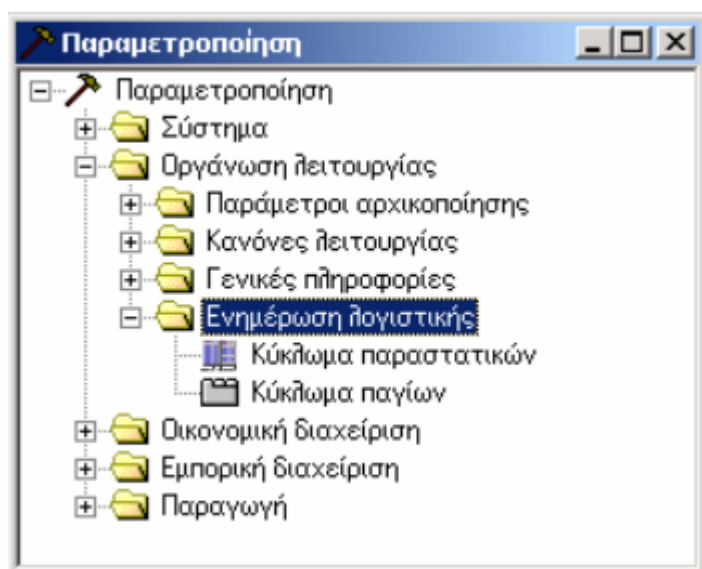 Παραμετροποίηση
Παραμετροποίηση
Σύστημα
Οργάνωση λειτουργίας
Παράμετροι αρχικοποίησης
Κανόνες λειτουργίας
Γενικές πληροφορίες
Ενημέρωση λογιστικής
Κύκλωμα παραστατικών
Κύκλωμα παγίων
Οικονομική διαχείριση
Εμπορική διαχείριση
Παραγωγή